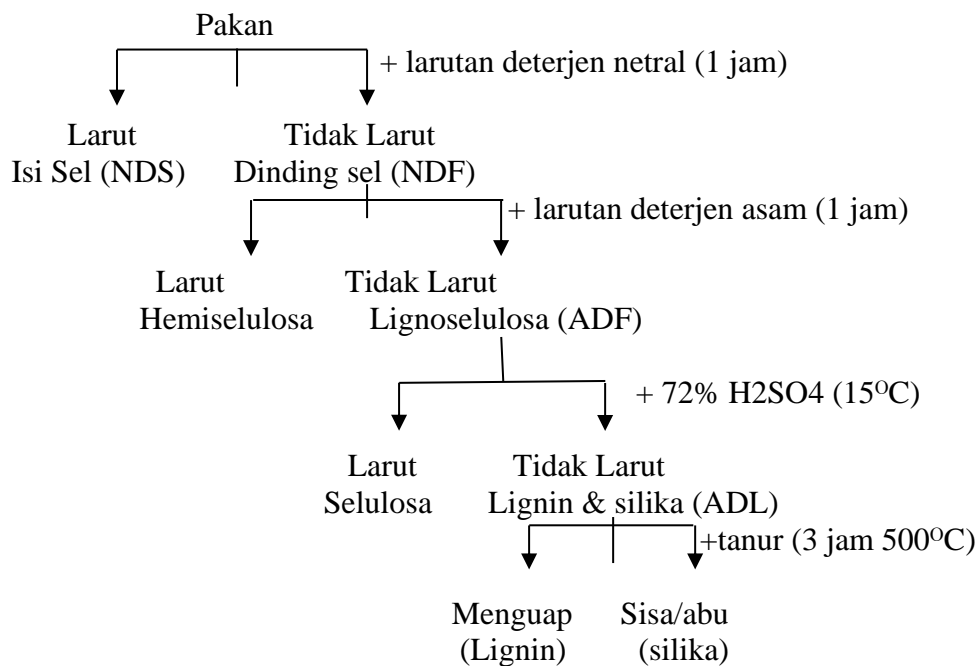 Pakan
+ larutan deterjen netral (1 jam)
Larut Tidak Larut
Isi Sel (NDS) Dinding sel (NDF)
+ larutan deterjen asam (1 jam)
Larut Tidak Larut
Hemiselulosa Lignoselulosa (ADF)
+ 72% H2SO4 (15ᴼC)
Larut Tidak Larut
Selulosa Lignin & silika (ADL)
+tanur (3 jam 500ᴼC)
Menguap Sisa/abu
(Lignin) (silika)